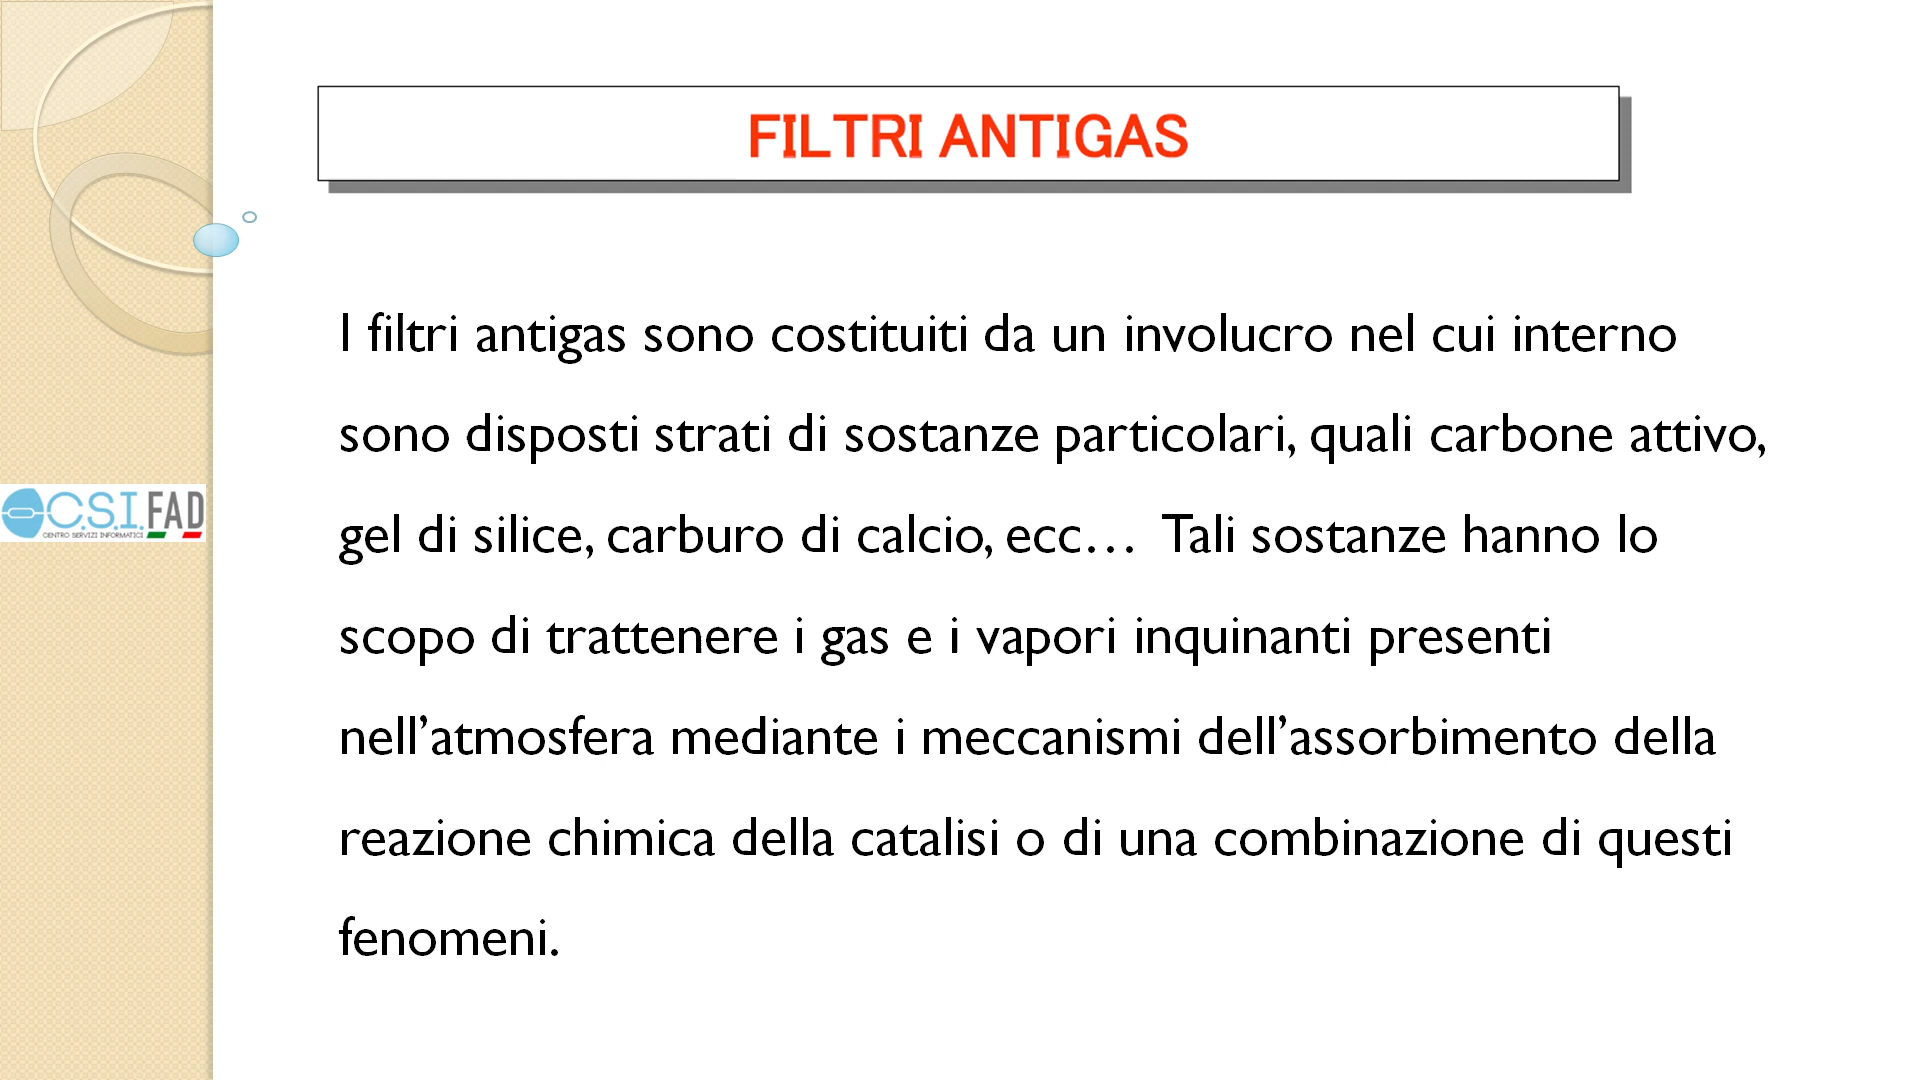 FILTRI ANTIGAS
I filtri antigas sono costituiti da un involucro nel cui interno
sono disposti strati di sostanze particolari, quali carbone attivo,
gel di silice, carburo di calcio, ecc… Tali sostanze hanno lo
scopo di trattenere i gas e i vapori inquinanti presenti
nell’atmosfera mediante i meccanismi dell’assorbimento della
reazione chimica della catalisi o di una combinazione di questi
fenomeni.
C.S.I.FAD
CENTRO SERVIZI INFORMATICI